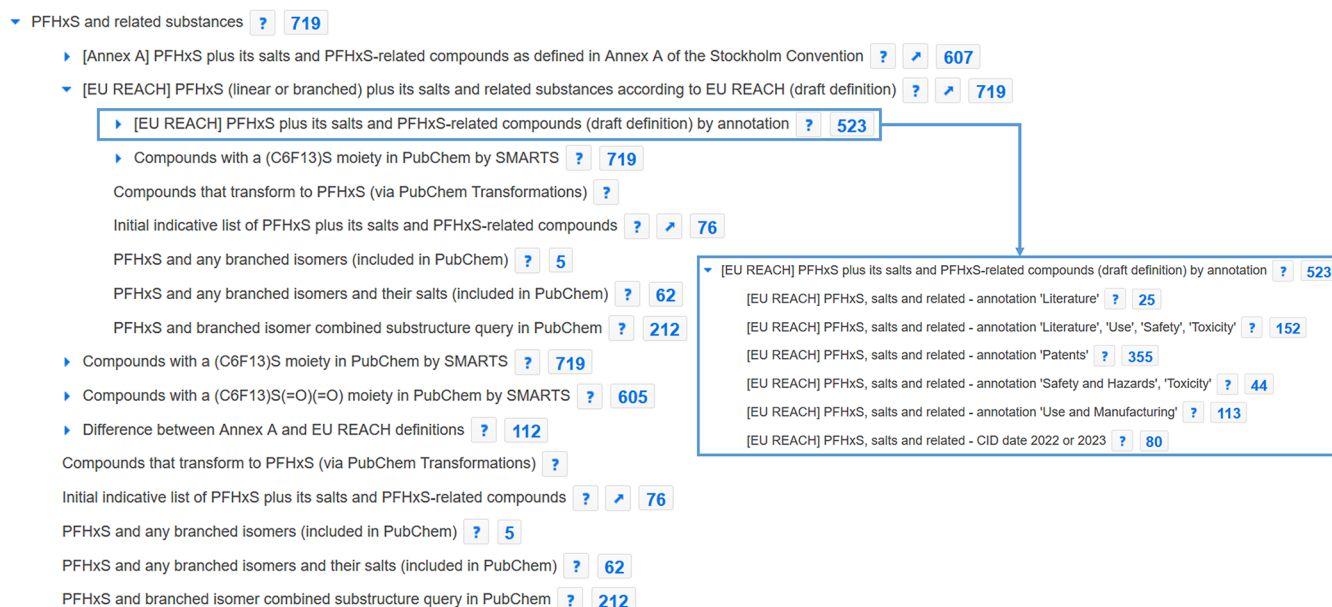 PFHxS and related substances ? 719
[Annex A] PFHxS plus its salts and PFHxS-related compounds as defined in Annex A of the Stockholm Convention ? 607
[EU REACH] PFHxS (linear or branched) plus its salts and related substances according to EU REACH (draft definition) ? 719
[EU REACH] PFHxS plus its salts and PFHxS-related compounds (draft definition) by annotation ? 523
Compounds with a (C6F13)S moiety in PubChem by SMARTS ? 719
Compounds that transform to PFHxS (via PubChem Transformations) ?
Initial indicative list of PFHxS plus its salts and PFHxS-related compounds ? 76
PFHxS and any branched isomers (included in PubChem) ? 5
PFHxS and any branched isomers and their salts (included in PubChem) ? 62
PFHxS and branched isomer combined substructure query in PubChem ? 212
Compounds with a (C6F13)S moiety in PubChem by SMARTS ? 719
Compounds with a (C6F13)S(=O)(=O) moiety in PubChem by SMARTS ? 605
Difference between Annex A and EU REACH definitions ? 112
Compounds that transform to PFHxS (via PubChem Transformations) ?
Initial indicative list of PFHxS plus its salts and PFHxS-related compounds ? 76
PFHxS and any branched isomers (included in PubChem) ? 5
PFHxS and any branched isomers and their salts (included in PubChem) ? 62
PFHxS and branched isomer combined substructure query in PubChem ? 212
[EU REACH] PFHxS plus its salts and PFHxS-related compounds (draft definition) by annotation ? 523
[EU REACH] PFHxS, salts and related - annotation 'Literature' ? 25
[EU REACH] PFHxS, salts and related - annotation 'Literature', 'Use', 'Safety', 'Toxicity' ? 152
[EU REACH] PFHxS, salts and related - annotation 'Patents' ? 355
[EU REACH] PFHxS, salts and related - annotation 'Safety and Hazards', 'Toxicity' ? 44
[EU REACH] PFHxS, salts and related - annotation 'Use and Manufacturing' ? 113
[EU REACH] PFHxS, salts and related - CID date 2022 or 2023 ? 80